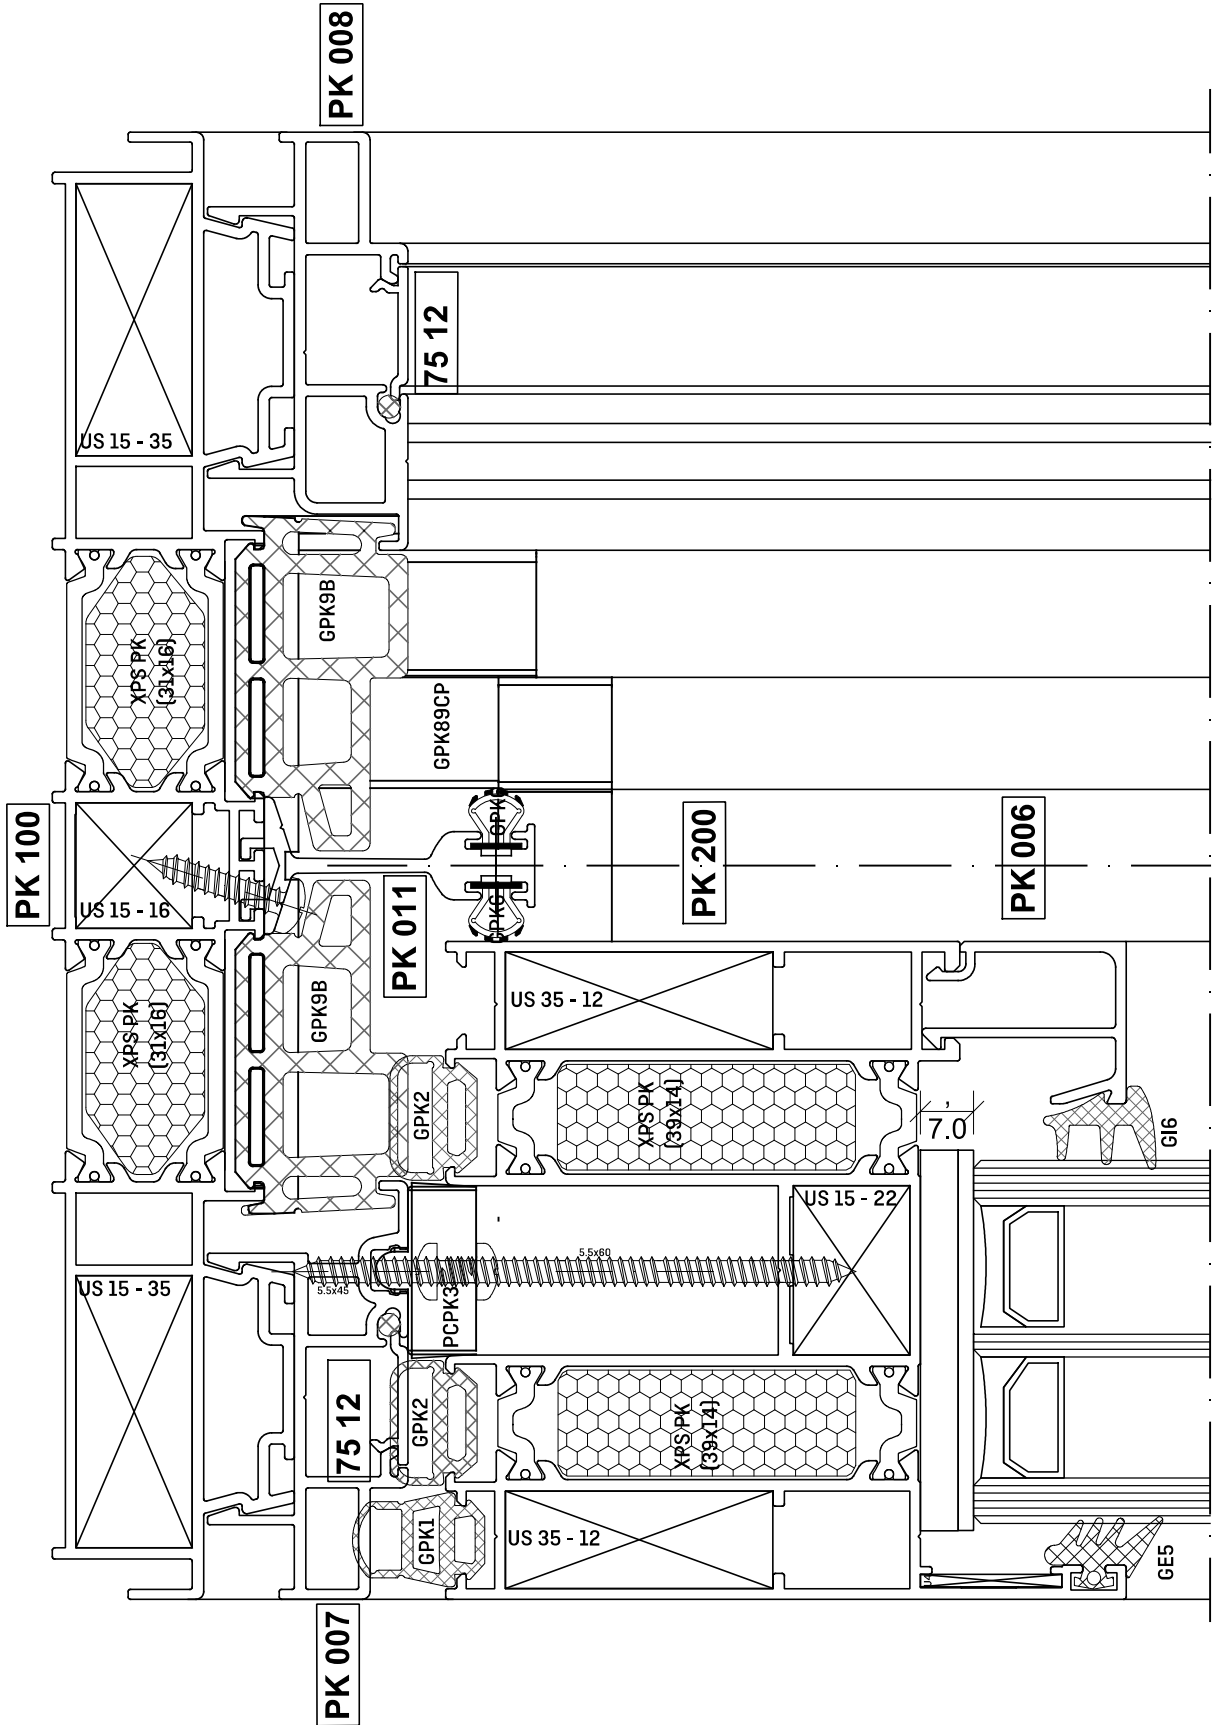 PK 008
75 12
US 15 - 35
XPS PK
(31x16)
GPK9B
GPK89CP
PK 100
US 15 - 16
GPK6
PK 200
PK 006
PK 011
GPK6
XPS PK
(31x16)
GPK9B
US 35 - 12
GPK2
XPS PK
(39x14)
7.0
GI6
US 15 - 22
US 15 - 35
5.5x45
5.5x60
PCPK3
75 12
GPK2
XPS PK
(39x14)
GPK1
US 35 - 12
GE5
PK 007